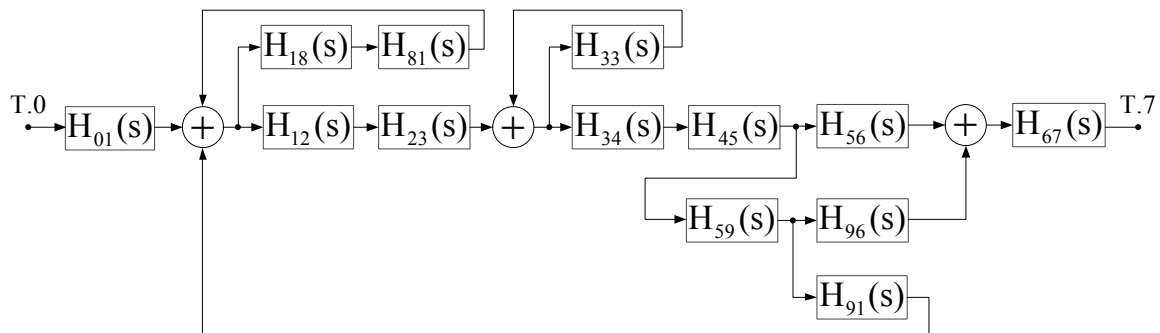 H₁₈(s) H₈₁(s) H₃₃(s)
T.0 H₀₁(s) + H₁₂(s) H₂₃(s) + H₃₄(s) H₄₅(s) H₅₆(s) + H₆₇(s) T.7
H₅₉(s) H₉₆(s)
H₉₁(s)